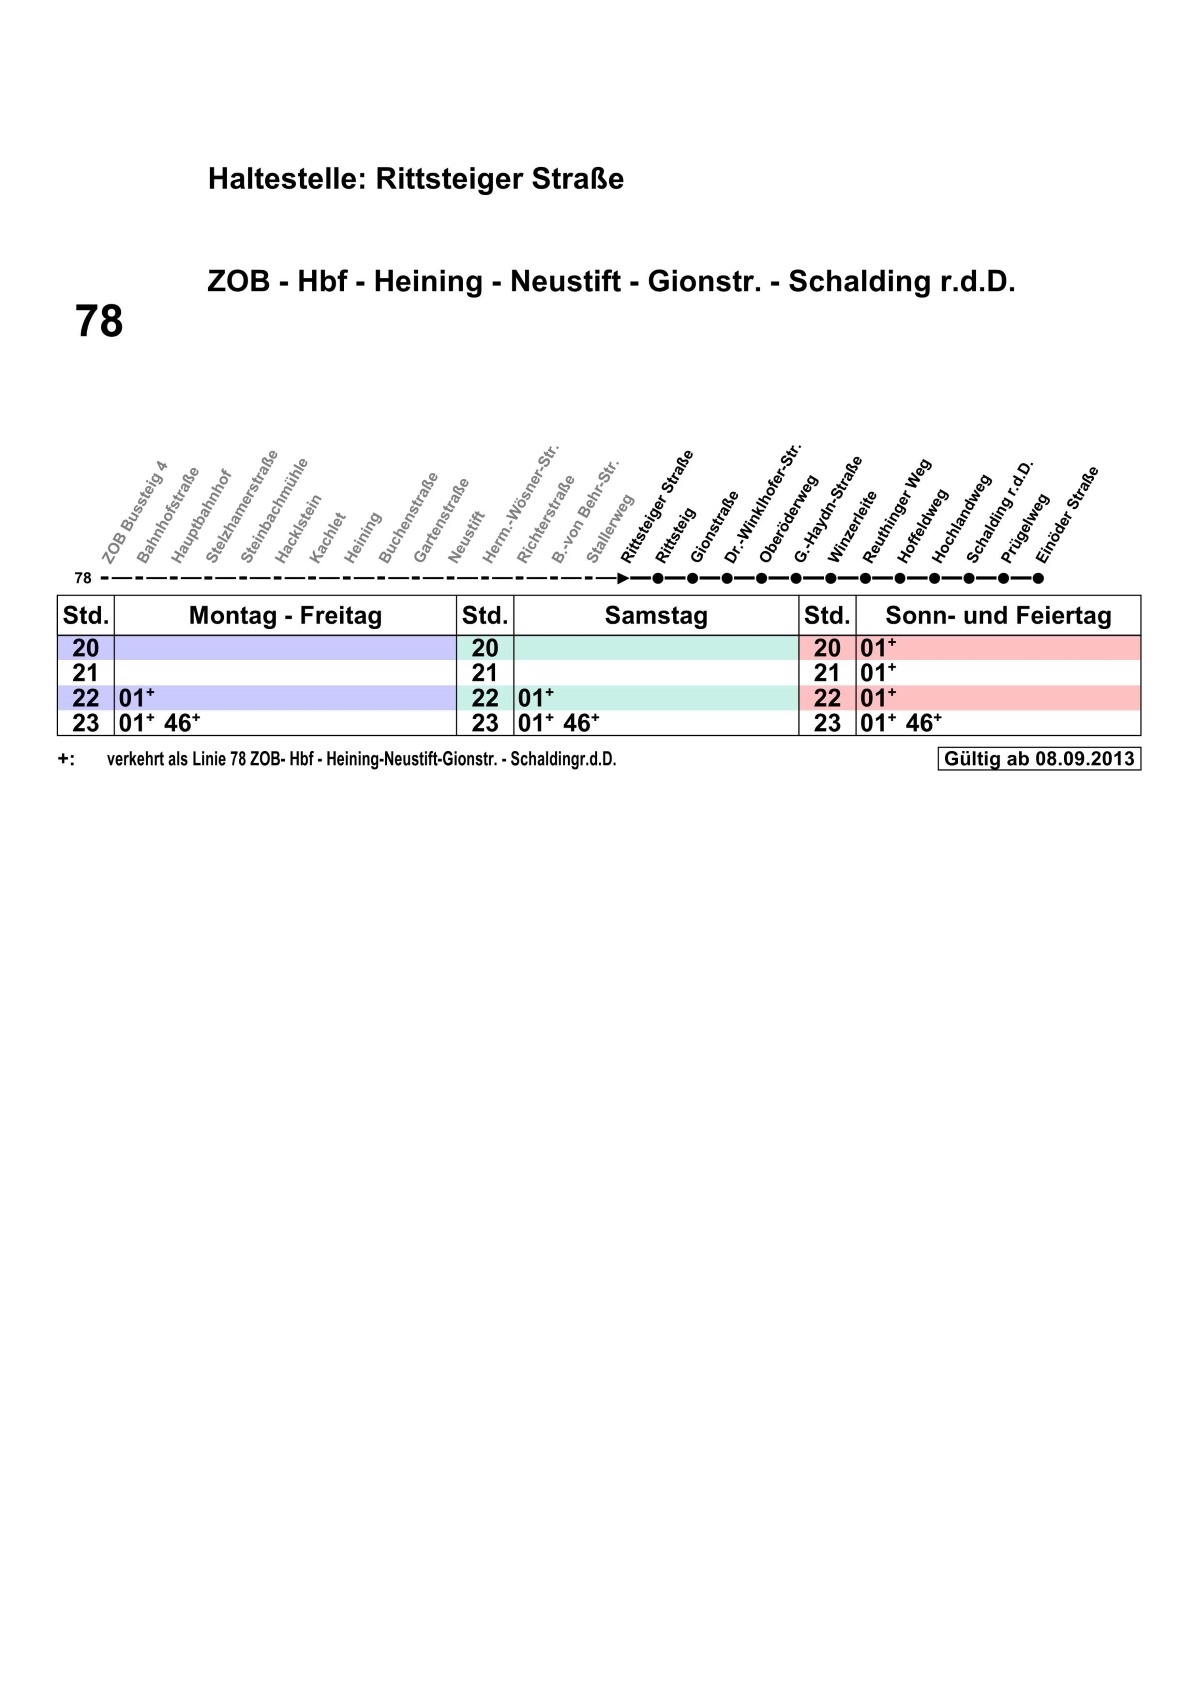 Haltestelle: Rittsteiger Straße
ZOB - Hbf - Heining - Neustift - Gionstr. - Schalding r.d.D.
78
ZOB Bussteig 4
Bahnhofstraße
Hauptbahnhof
Stelzhamerstraße
Steinbachmühle
Hacklstein
Kachlet
Heining
Buchenstraße
Gartenstraße
Neustift
Herm.-Wösner-Str.
Richterstraße
B.-von Behr-Str.
Stallerweg
Rittsteiger Straße
Rittsteig
Gionstraße
Dr.-Winklhofer-Str.
Oberöderweg
G.-Haydn-Straße
Winzerleite
Reuthinger Weg
Hoffeldweg
Hochlandweg
Schalding r.d.D.
Prügelweg
Einöder Straße
78
Std. Montag - Freitag Std. Samstag Std. Sonn- und Feiertag
20 20 20 01+
21 21 21 01+
22 01+ 22 01+ 22 01+
23 01+ 46+ 23 01+ 46+ 23 01+ 46+
+: verkehrt als Linie 78 ZOB- Hbf - Heining-Neustift-Gionstr. - Schaldingr.d.D. Gültig ab 08.09.2013